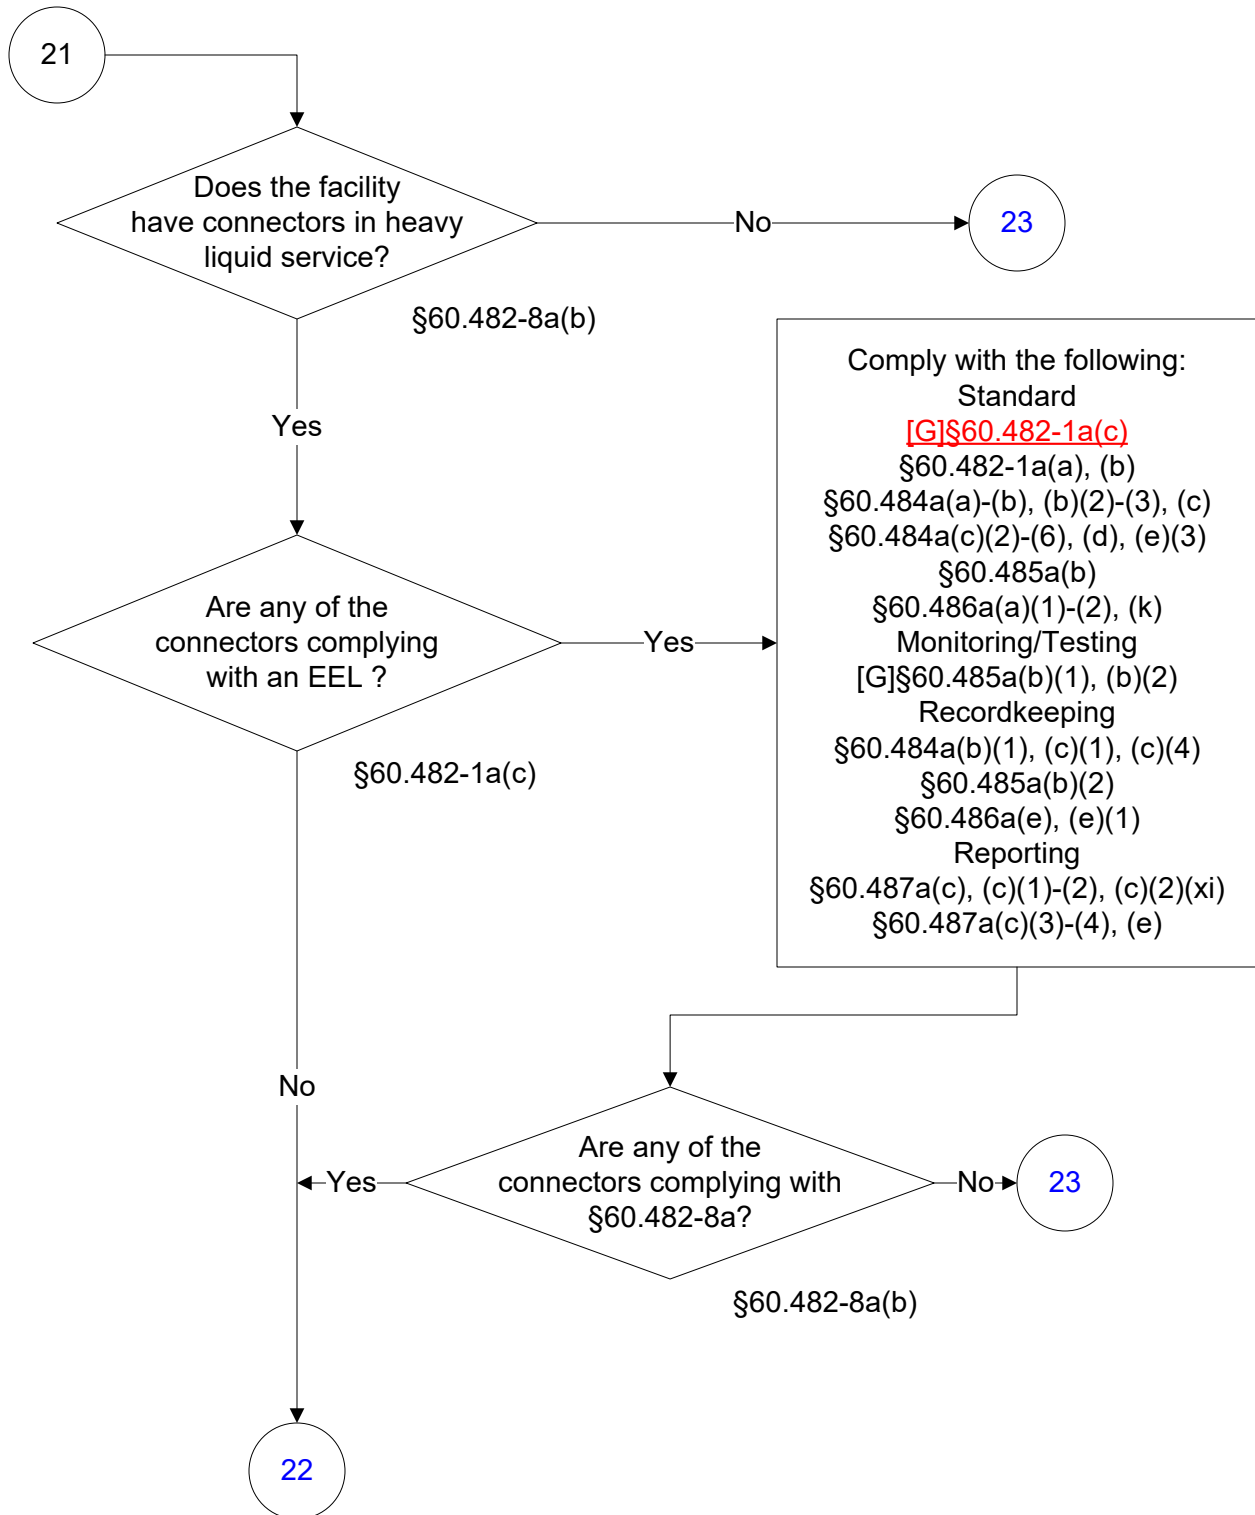 21
Does the facility
have connectors in heavy
liquid service?
No
23
§60.482-8a(b)
Yes
Are any of the
connectors complying
with an EEL ?
Yes
§60.482-1a(c)
Comply with the following:
Standard
[G]§60.482-1a(c)
§60.482-1a(a), (b)
§60.484a(a)-(b), (b)(2)-(3), (c)
§60.484a(c)(2)-(6), (d), (e)(3)
§60.485a(b)
§60.486a(a)(1)-(2), (k)
Monitoring/Testing
[G]§60.485a(b)(1), (b)(2)
Recordkeeping
§60.484a(b)(1), (c)(1), (c)(4)
§60.485a(b)(2)
§60.486a(e), (e)(1)
Reporting
§60.487a(c), (c)(1)-(2), (c)(2)(xi)
§60.487a(c)(3)-(4), (e)
No
Are any of the
connectors complying with
§60.482-8a?
Yes
No
23
§60.482-8a(b)
22